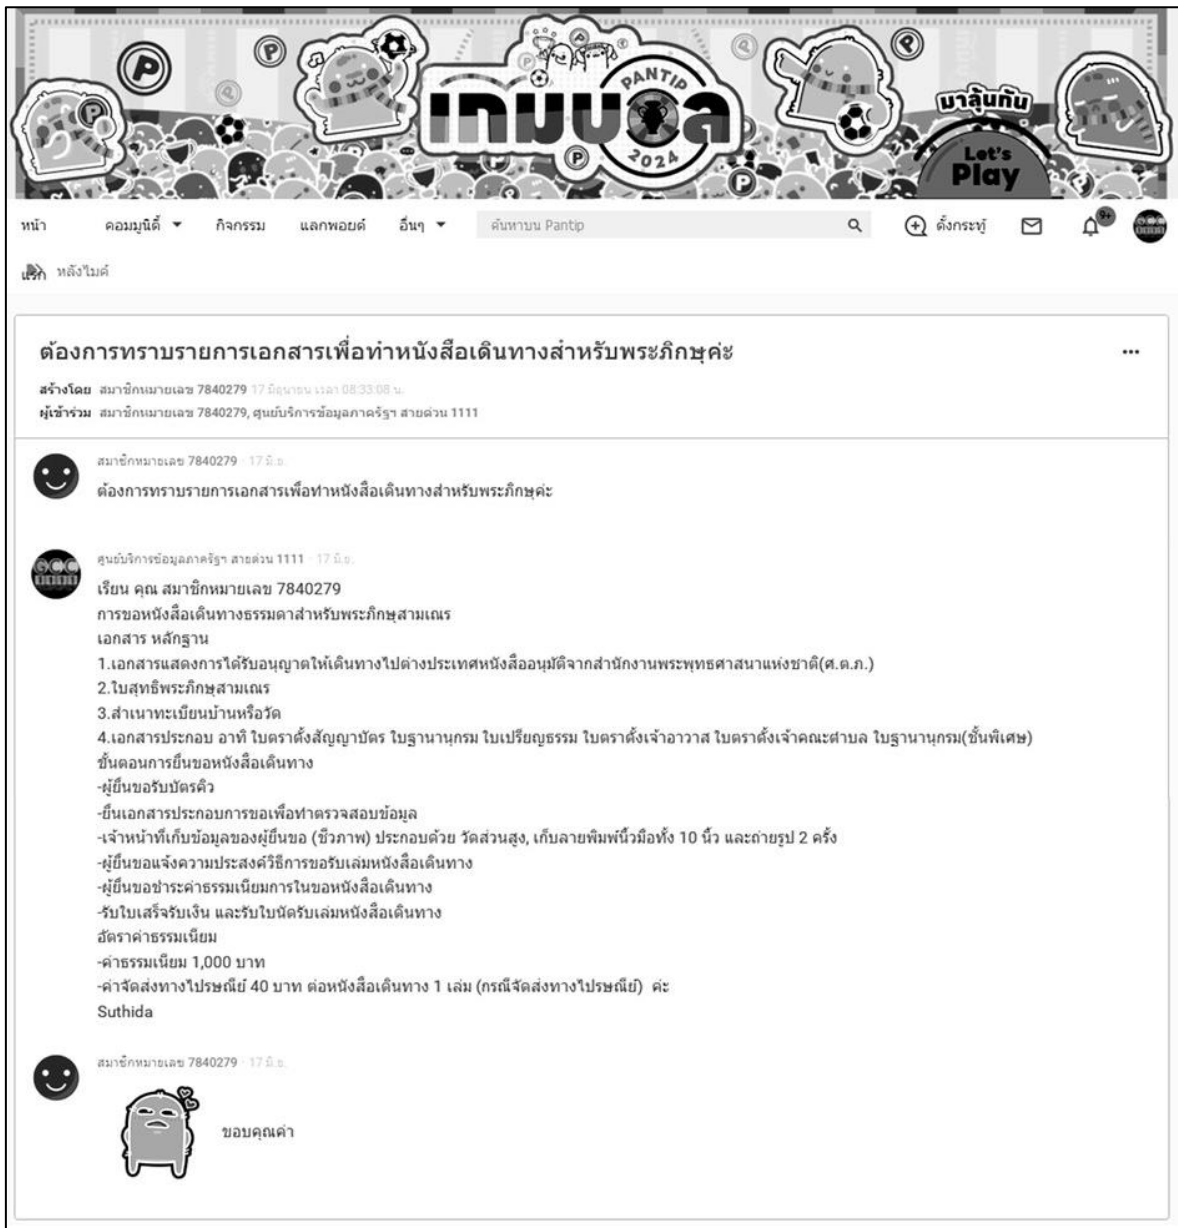 เกมบอล
PANTIP
2024
มาลุ้นกัน
Let's
Play
หน้า
แรก
คอมมูนิตี้
กิจกรรม
แลกพอยต์
อื่นๆ
ค้นหาบน Pantip
ตั้งกระทู้
9+
หลังไมค์
ต้องการทราบรายการเอกสารเพื่อทำหนังสือเดินทางสำหรับพระภิกษุค่ะ
สร้างโดย สมาชิกหมายเลข 7840279 17 มิถุนายน เวลา 08:33:08 น.
ผู้เข้าร่วม สมาชิกหมายเลข 7840279, ศูนย์บริการข้อมูลภาครัฐฯ สายด่วน 1111
สมาชิกหมายเลข 7840279 · 17 มิ.ย.
ต้องการทราบรายการเอกสารเพื่อทำหนังสือเดินทางสำหรับพระภิกษุค่ะ
GCC
1111
ศูนย์บริการข้อมูลภาครัฐฯ สายด่วน 1111 · 17 มิ.ย.
เรียน คุณ สมาชิกหมายเลข 7840279
การขอหนังสือเดินทางธรรมดาสำหรับพระภิกษุสามเณร
เอกสาร หลักฐาน
1.เอกสารแสดงการได้รับอนุญาตให้เดินทางไปต่างประเทศหนังสืออนุมัติจากสำนักงานพระพุทธศาสนาแห่งชาติ(ศ.ต.ภ.)
2.ใบสุทธิพระภิกษุสามเณร
3.สำเนาทะเบียนบ้านหรือวัด
4.เอกสารประกอบ อาทิ ใบตราตั้งสัญญาบัตร ใบฐานานุกรม ใบเปรียญธรรม ใบตราตั้งเจ้าอาวาส ใบตราตั้งเจ้าคณะตำบล ใบฐานานุกรม(ชั้นพิเศษ)
ขั้นตอนการยื่นขอหนังสือเดินทาง
-ผู้ยื่นขอรับบัตรคิว
-ยื่นเอกสารประกอบการขอเพื่อทำตรวจสอบข้อมูล
-เจ้าหน้าที่เก็บข้อมูลของผู้ยื่นขอ (ชีวภาพ) ประกอบด้วย วัดส่วนสูง, เก็บลายพิมพ์นิ้วมือทั้ง 10 นิ้ว และถ่ายรูป 2 ครั้ง
-ผู้ยื่นขอแจ้งความประสงค์วิธีการขอรับเล่มหนังสือเดินทาง
-ผู้ยื่นขอชำระค่าธรรมเนียมการในขอหนังสือเดินทาง
-รับใบเสร็จรับเงิน และรับใบนัดรับเล่มหนังสือเดินทาง
อัตราค่าธรรมเนียม
-ค่าธรรมเนียม 1,000 บาท
-ค่าจัดส่งทางไปรษณีย์ 40 บาท ต่อหนังสือเดินทาง 1 เล่ม (กรณีจัดส่งทางไปรษณีย์) ค่ะ
Suthida
สมาชิกหมายเลข 7840279 · 17 มิ.ย.
ขอบคุณค่า